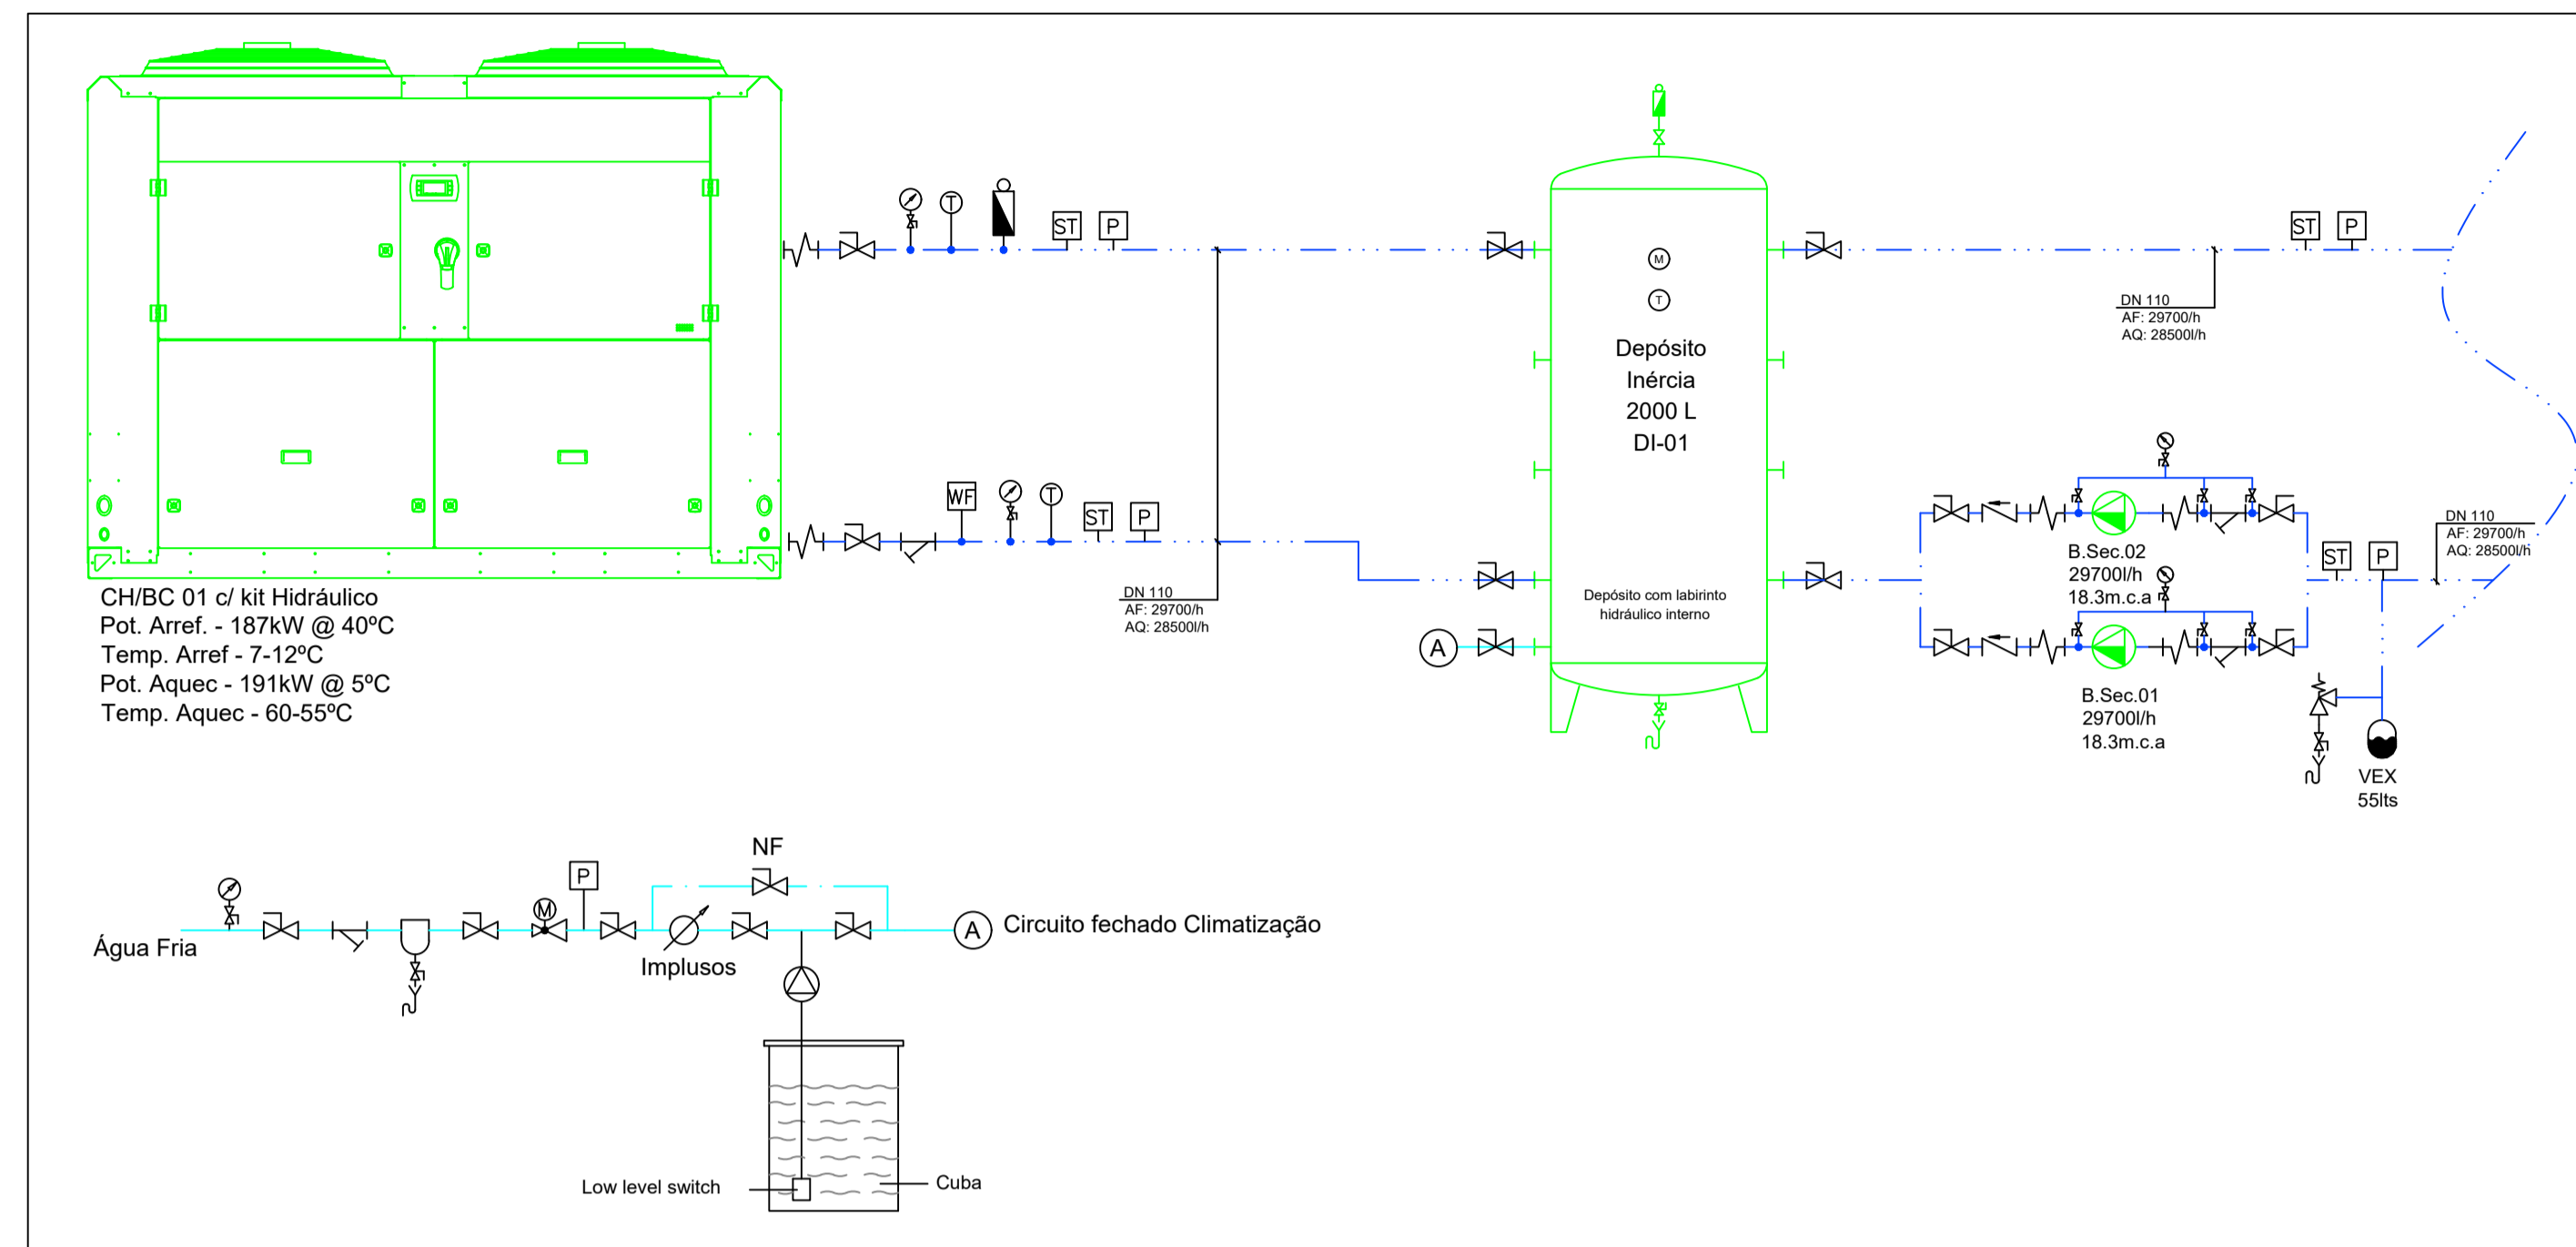 T
ST
P
ST
P
M
T
DN 110
AF: 29700/h
AQ: 28500l/h
Depósito
Inércia
2000 L
DI-01
WF
T
ST
P
DN 110
AF: 29700/h
AQ: 28500l/h
B.Sec.02
29700l/h
18.3m.c.a
ST
P
CH/BC 01 c/ kit Hidráulico
Pot. Arref. - 187kW @ 40ºC
Temp. Arref - 7-12ºC
Pot. Aquec - 191kW @ 5ºC
Temp. Aquec - 60-55ºC
DN 110
AF: 29700/h
AQ: 28500l/h
Depósito com labirinto
hidráulico interno
A
B.Sec.01
29700l/h
18.3m.c.a
VEX
55lts
NF
P
M
Água Fria
Implusos
A
Circuito fechado Climatização
Low level switch
Cuba